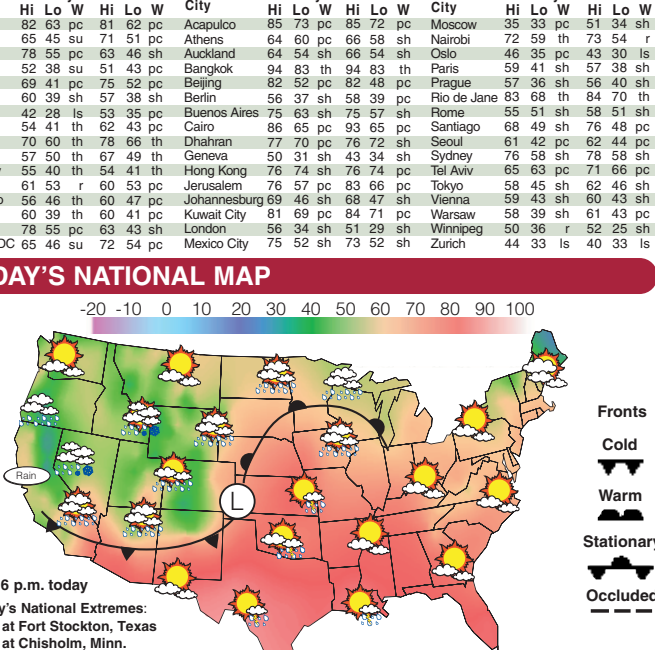 Hi Lo W Hi Lo W City Hi Lo W Hi Lo W City Hi Lo W Hi Lo W
82 63 pc 81 62 pc Acapulco 85 73 pc 85 72 pc Moscow 35 33 pc 51 34 sh
65 45 su 71 51 pc Athens 64 60 pc 66 58 sh Nairobi 72 59 th 73 54 r
78 55 pc 63 46 sh Auckland 64 54 sh 66 54 sh Oslo 46 35 pc 43 30 ls
52 38 su 51 43 pc Bangkok 94 83 th 94 83 th Paris 59 41 sh 57 38 sh
69 41 pc 75 52 pc Beijing 82 52 pc 82 48 pc Prague 57 36 sh 56 40 sh
60 39 sh 57 38 sh Berlin 56 37 sh 58 39 pc Rio de Jane 83 68 th 84 70 th
42 28 ls 53 35 pc Buenos Aires 75 63 sh 75 57 sh Rome 55 51 sh 58 51 sh
54 41 th 62 43 pc Cairo 86 65 pc 93 65 pc Santiago 68 49 sh 76 48 pc
70 60 th 78 66 th Dhahran 77 70 pc 76 72 sh Seoul 61 42 pc 62 44 pc
57 50 th 67 49 th Geneva 50 31 sh 43 34 sh Sydney 76 58 sh 78 58 sh
55 40 th 54 41 th Hong Kong 76 74 sh 76 74 pc Tel Aviv 65 63 pc 71 66 pc
61 53 r 60 53 pc Jerusalem 76 57 pc 83 66 pc Tokyo 58 45 sh 62 46 sh
56 46 th 60 47 pc Johannesburg 69 46 sh 68 47 sh Vienna 59 43 sh 60 43 sh
60 39 th 60 41 pc Kuwait City 81 69 pc 84 71 pc Warsaw 58 39 sh 61 43 pc
78 55 pc 63 43 sh London 56 34 sh 51 29 sh Winnipeg 50 36 r 52 25 sh
DC 65 46 su 72 54 pc Mexico City 75 52 sh 73 52 sh Zurich 44 33 ls 40 33 ls
DAY'S NATIONAL MAP
-20 -10 0 10 20 30 40 50 60 70 80 90 100
Fronts
Cold
Rain
L
Warm
Stationary
6 p.m. today
Occluded
y's National Extremes:
at Fort Stockton, Texas
at Chisholm, Minn.